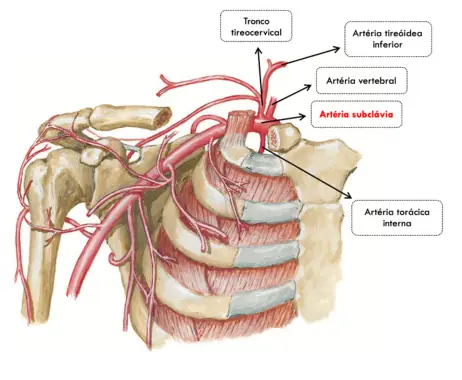 Tronco
tireocervical
Artéria tireóidea
inferior
Artéria vertebral
Artéria subclávia
Artéria torácica
interna